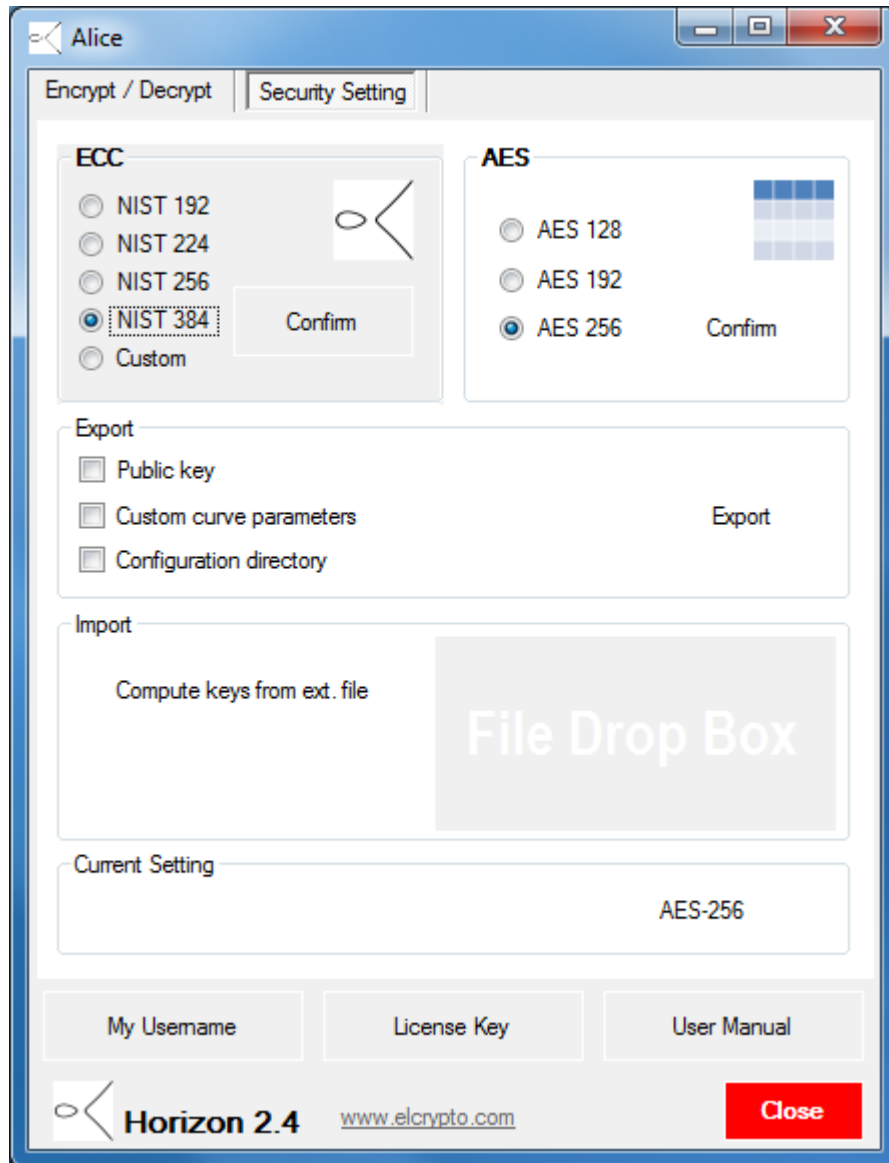 Alice
Encrypt / Decrypt
Security Setting
ECC
NIST 192
NIST 224
NIST 256
NIST 384
Custom
Confirm
AES
AES 128
AES 192
AES 256
Confirm
Export
Public key
Custom curve parameters
Configuration directory
Export
Import
Compute keys from ext. file
File Drop Box
Current Setting
AES-256
My Username
License Key
User Manual
Horizon 2.4
www.elcrypto.com
Close